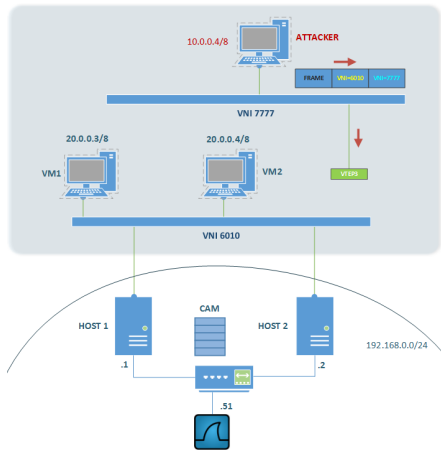 10.0.0.4/8
ATTACKER
FRAME VNI=6010 VNI=7777
VNI 7777
20.0.0.3/8
20.0.0.4/8
VM1
VM2
VTEPS
VNI 6010
HOST 1
CAM
HOST 2
192.168.0.0/24
.1
.2
.51